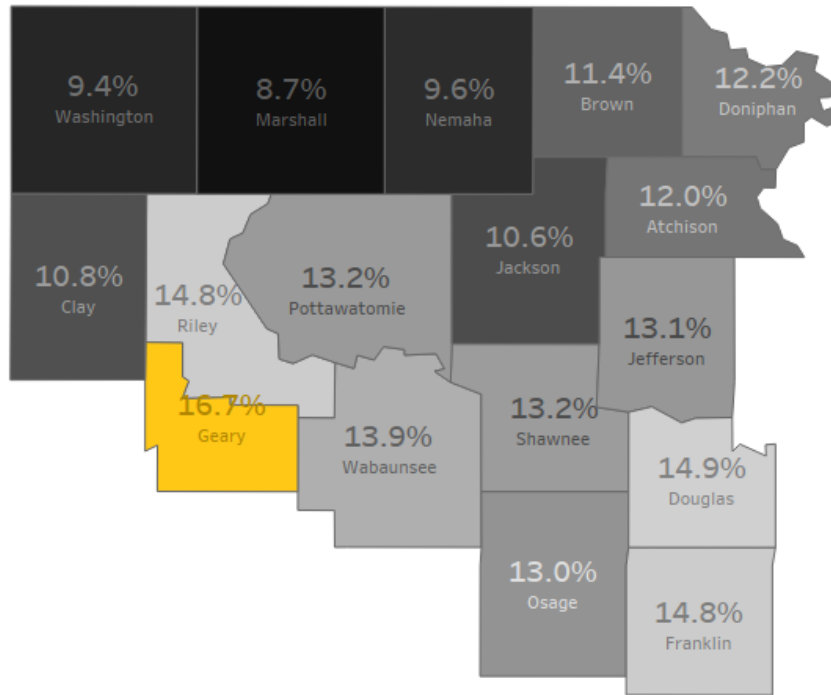 9.4%
Washington
8.7%
Marshall
9.6%
Nemaha
11.4%
Brown
12.2%
Doniphan
12.0%
Atchison
10.8%
Clay
14.8%
Riley
13.2%
Pottawatomie
10.6%
Jackson
13.1%
Jefferson
16.7%
Geary
13.9%
Wabaunsee
13.2%
Shawnee
14.9%
Douglas
13.0%
Osage
14.8%
Franklin